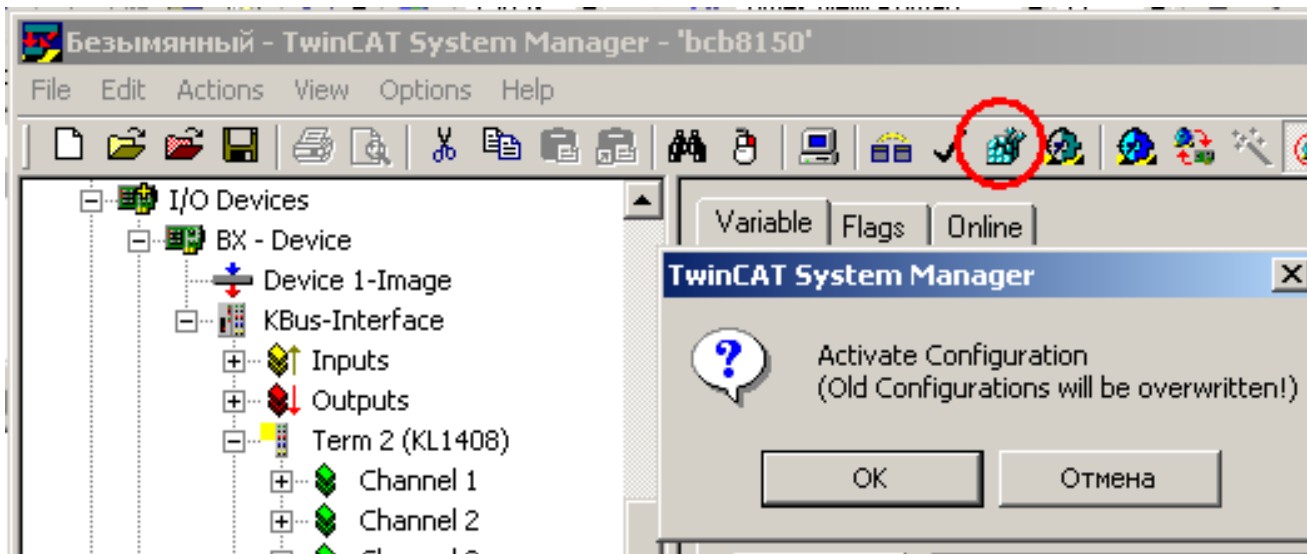 Безымянный - TwinCAT System Manager - 'bcb8150'
File Edit Actions View Options Help
I/O Devices
BX - Device
Device 1-Image
KBus-Interface
Inputs
Outputs
Term 2 (KL1408)
Channel 1
Channel 2
Variable Flags Online
TwinCAT System Manager
Activate Configuration
(Old Configurations will be overwritten!)
OK Отмена